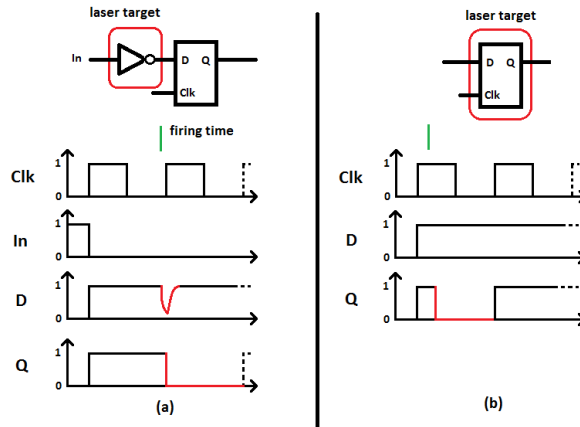 laser target
In
D Q
Clk
firing time
Clk
1
0
In
1
0
D
1
0
Q
1
0
(a)
laser target
D Q
Clk
Clk
1
0
D
1
0
Q
1
0
(b)